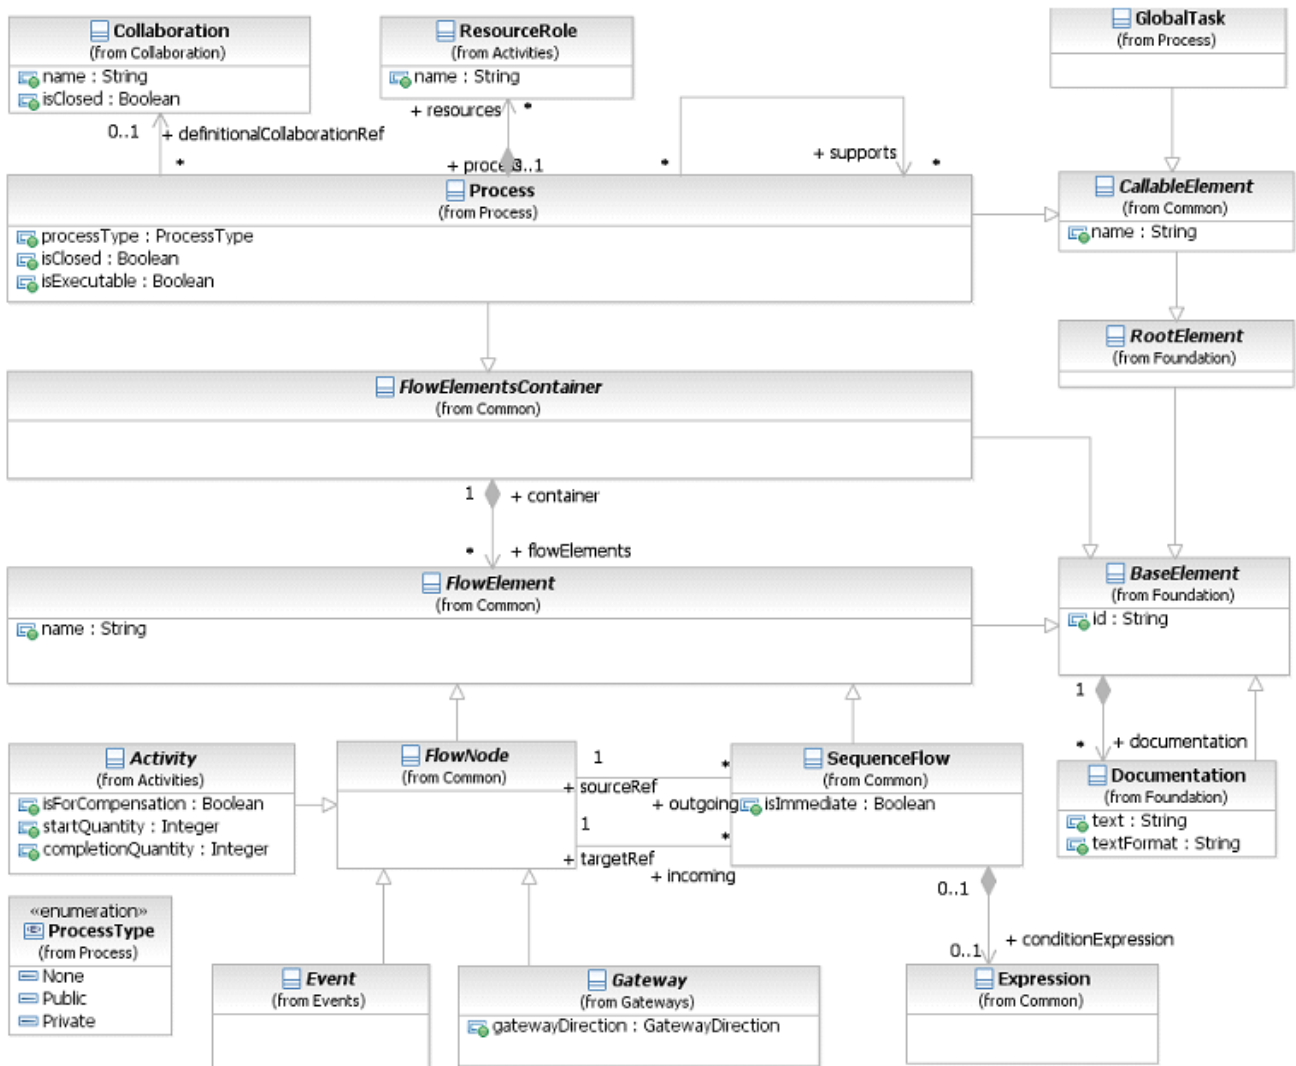 Collaboration
(from Collaboration)
name : String
isClosed : Boolean
ResourceRole
(from Activities)
name : String
GlobalTask
(from Process)
0..1
+ definitionalCollaborationRef
*
+ resources
*
+ proce
..1
*
+ supports
*
Process
(from Process)
processType : ProcessType
isClosed : Boolean
isExecutable : Boolean
CallableElement
(from Common)
name : String
RootElement
(from Foundation)
FlowElementsContainer
(from Common)
1
+ container
*
+ flowElements
FlowElement
(from Common)
name : String
BaseElement
(from Foundation)
id : String
1
*
+ documentation
Documentation
(from Foundation)
text : String
textFormat : String
Activity
(from Activities)
isForCompensation : Boolean
startQuantity : Integer
completionQuantity : Integer
FlowNode
(from Common)
1
*
+ sourceRef
+ outgoing
1
*
+ targetRef
+ incoming
SequenceFlow
(from Common)
isImmediate : Boolean
0..1
0..1
+ conditionExpression
«enumeration»
ProcessType
(from Process)
None
Public
Private
Event
(from Events)
Gateway
(from Gateways)
gatewayDirection : GatewayDirection
Expression
(from Common)